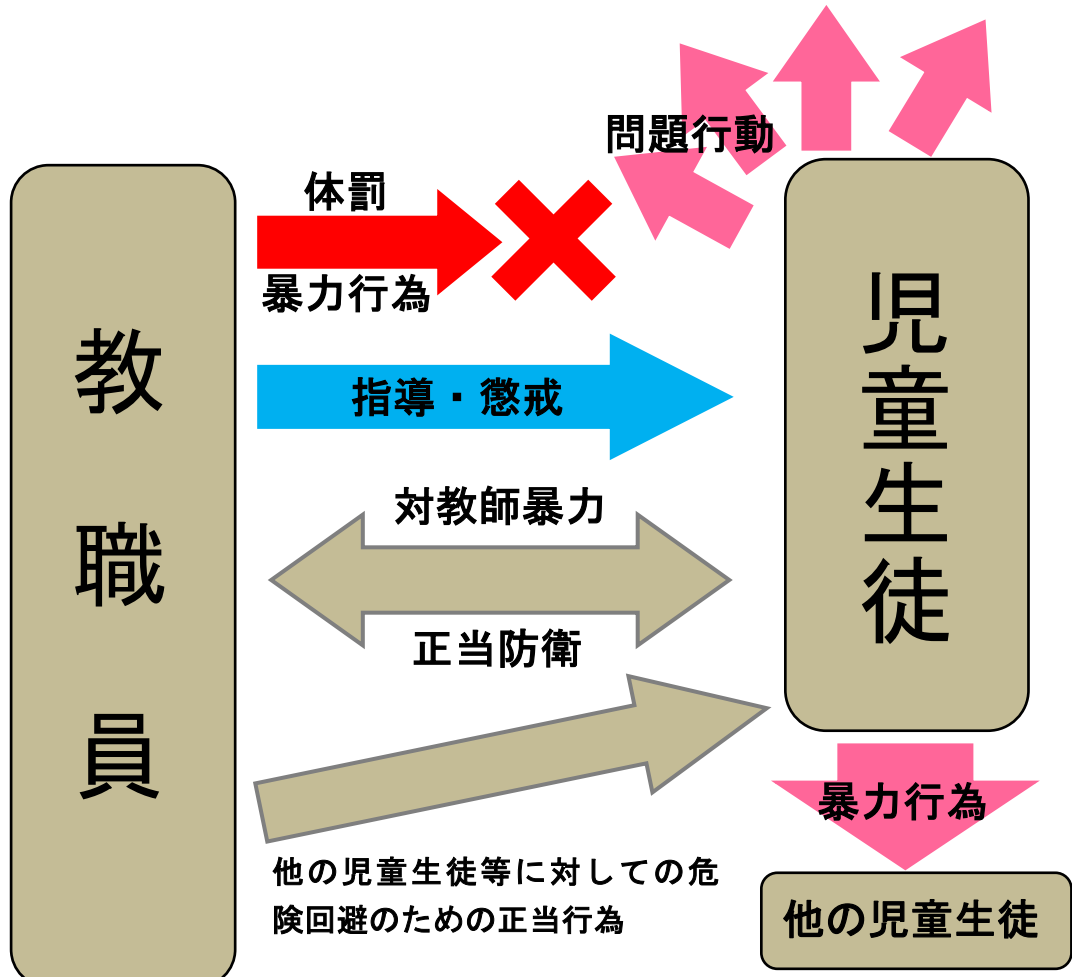 問題行動
体罰
暴力行為
教職員
指導・懲戒
児童生徒
対教師暴力
正当防衛
暴力行為
他の児童生徒等に対しての危
険回避のための正当行為
他の児童生徒